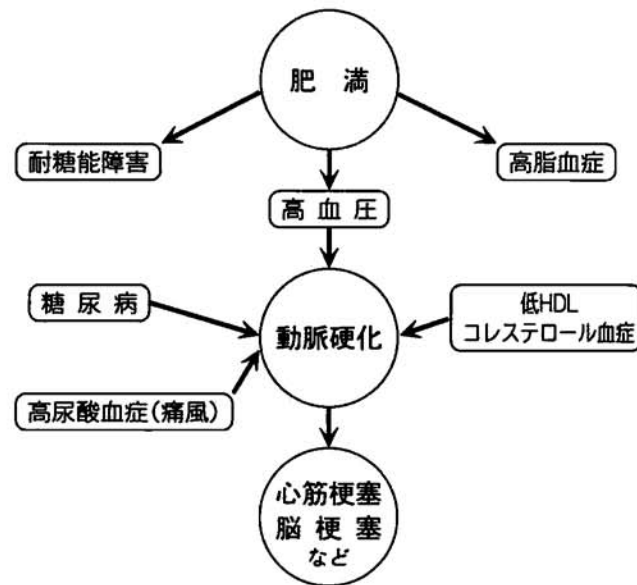 肥満
耐糖能障害
高脂血症
高血圧
糖尿病
低HDL
コレステロール血症
動脈硬化
高尿酸血症(痛風)
心筋梗塞
脳梗塞
など